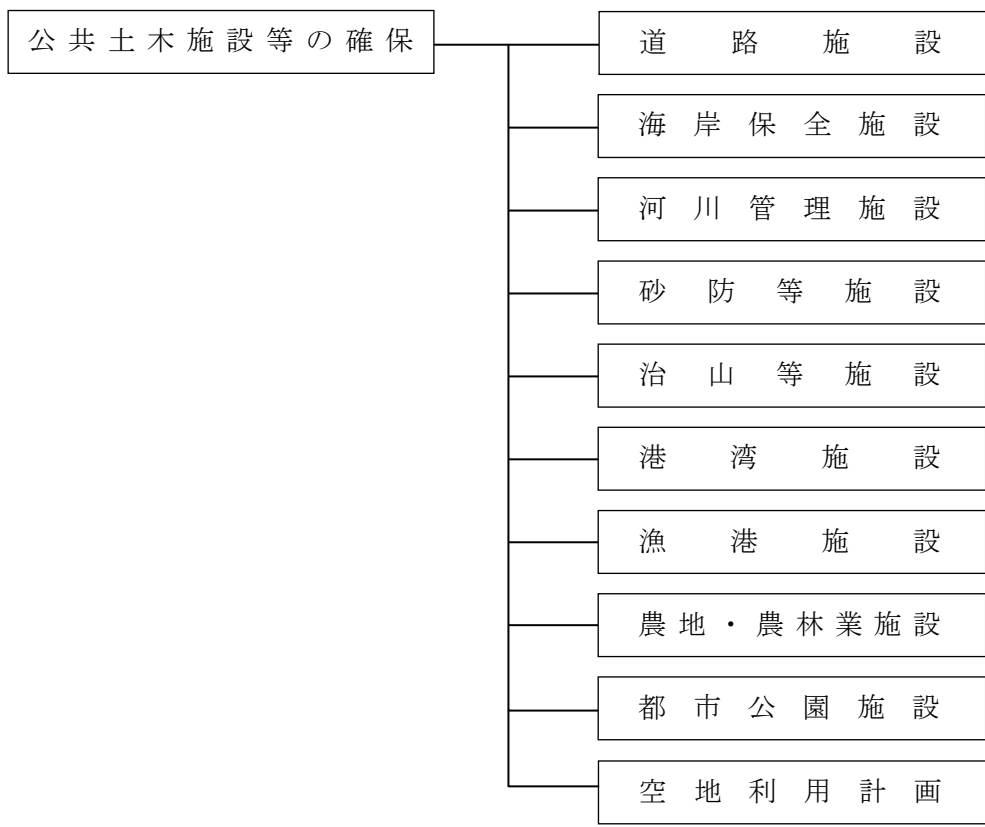 公共土木施設等の確保
道路施設
海岸保全施設
河川管理施設
砂防等施設
治山等施設
港湾施設
漁港施設
農地・農林業施設
都市公園施設
空地利用計画